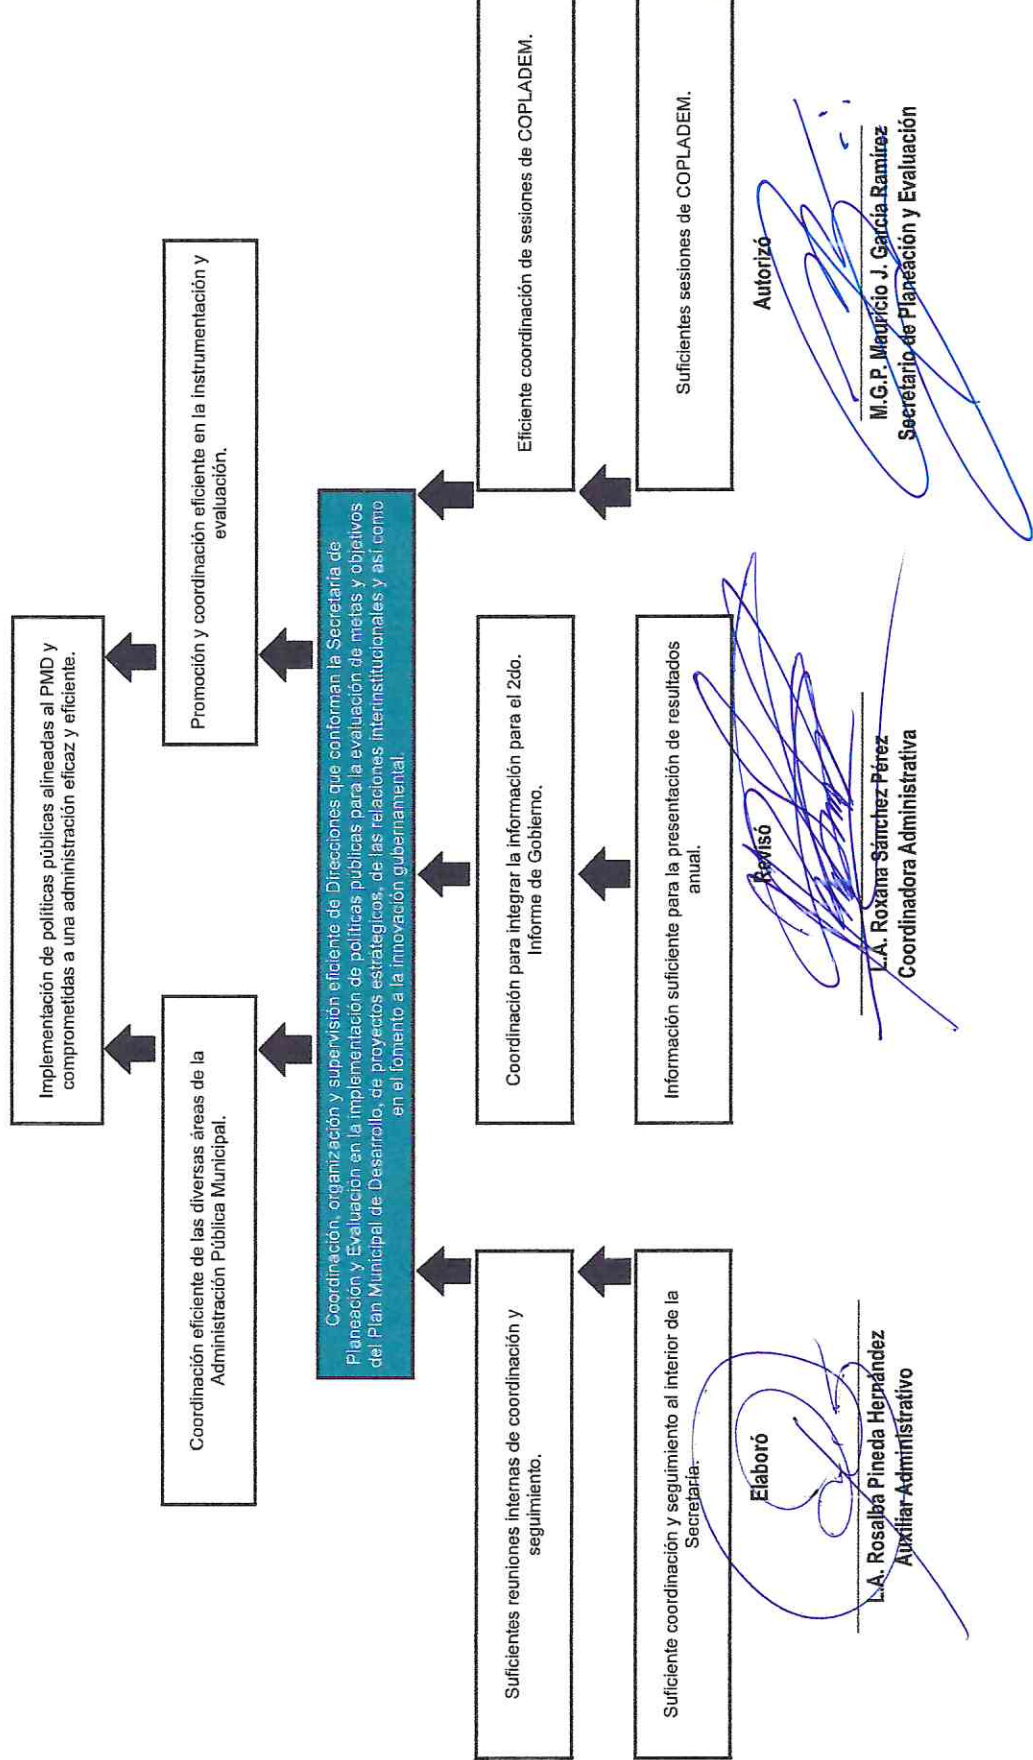 Implementación de políticas públicas alineadas al PMD y
comprometidas a una administración eficaz y eficiente.
Coordinación eficiente de las diversas áreas de la
Administración Pública Municipal.
Promoción y coordinación eficiente en la instrumentación y
evaluación.
Coordinación, organización y supervisión eficiente de Direcciones que conforman la Secretaría de
Planeación y Evaluación en la implementación de políticas públicas para la evaluación de metas y objetivos
del Plan Municipal de Desarrollo, de proyectos estratégicos, de las relaciones interinstitucionales y así como
en el fomento a la innovación gubernamental.
Suficientes reuniones internas de coordinación y
seguimiento.
Coordinación para integrar la información para el 2do.
Informe de Gobierno.
Eficiente coordinación de sesiones de COPLADEM.
Suficiente coordinación y seguimiento al interior de la
Secretaría.
Información suficiente para la presentación de resultados
anual.
Suficientes sesiones de COPLADEM.
Elaboró
L.A. Rosalba Pineda Hernández
Auxiliar Administrativo
Revisó
L.A. Roxana Sánchez Pérez
Coordinadora Administrativa
Autorizó
M.G.P. Mauricio J. García Ramírez
Secretario de Planeación y Evaluación